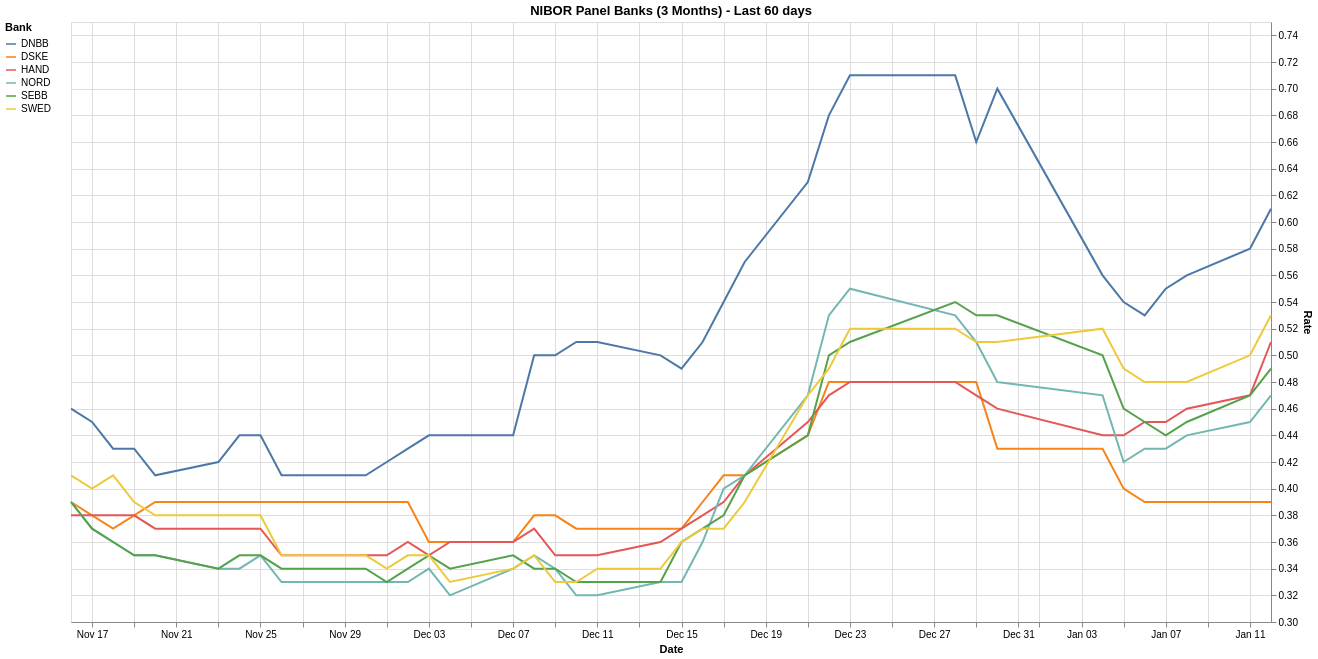 NIBOR Panel Banks (3 Months) - Last 60 days
Bank
DNBB
DSKE
HAND
NORD
SEBB
SWED
0.74
0.72
0.70
0.68
0.66
0.64
0.62
0.60
0.58
0.56
0.54
0.52
0.50
0.48
0.46
0.44
0.42
0.40
0.38
0.36
0.34
0.32
0.30
Rate
Nov 17 Nov 21 Nov 25 Nov 29 Dec 03 Dec 07 Dec 11 Dec 15 Dec 19 Dec 23 Dec 27 Dec 31 Jan 03 Jan 07 Jan 11
Date